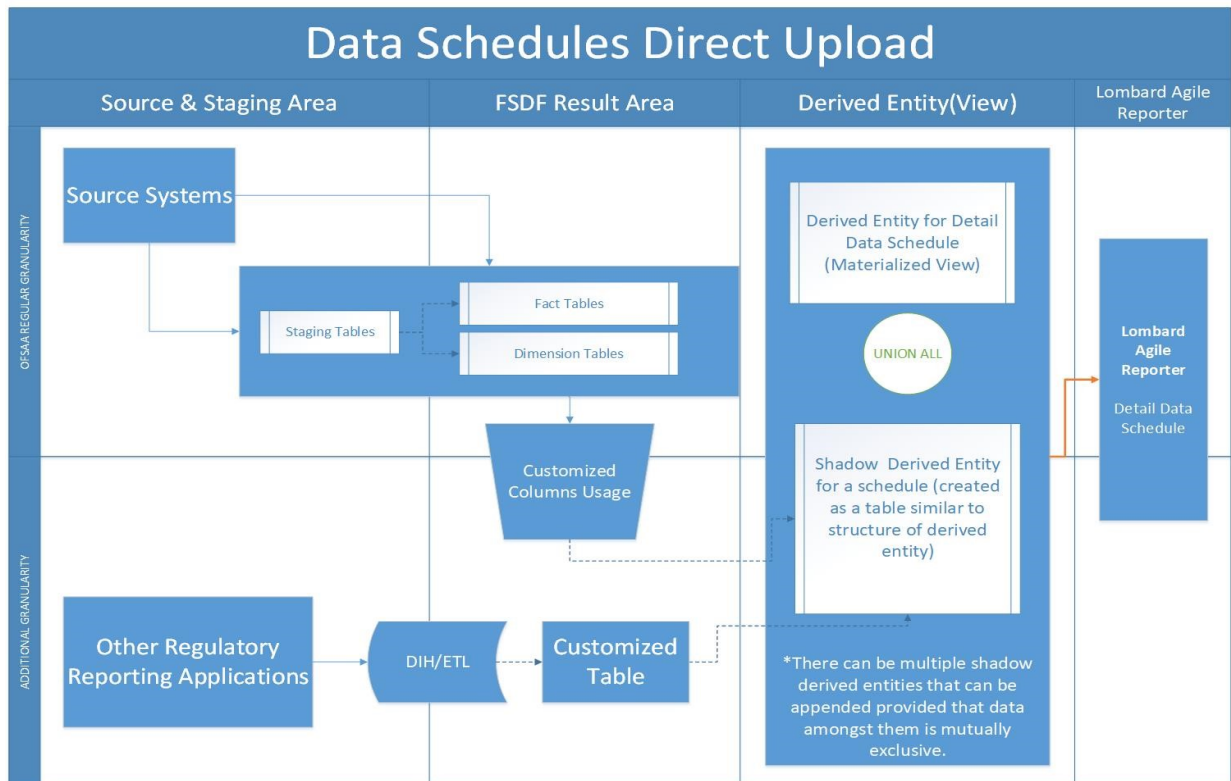 Data Schedules Direct Upload
Source & Staging Area
FSDF Result Area
Derived Entity(View)
Lombard Agile
Reporter
OFSAA REGULAR GRANULARITY
Source Systems
Staging Tables
Fact Tables
Dimension Tables
Derived Entity for Detail
Data Schedule
(Materialized View)
UNION ALL
Lombard
Agile
Reporter
Detail Data
Schedule
Customized
Columns Usage
Shadow Derived Entity
for a schedule (created
as a table similar to
structure of derived
entity)
ADDITIONAL GRANULARITY
Other Regulatory
Reporting Applications
DIH/ETL
Customized
Table
*There can be multiple shadow
derived entities that can be
appended provided that data
amongst them is mutually
exclusive.